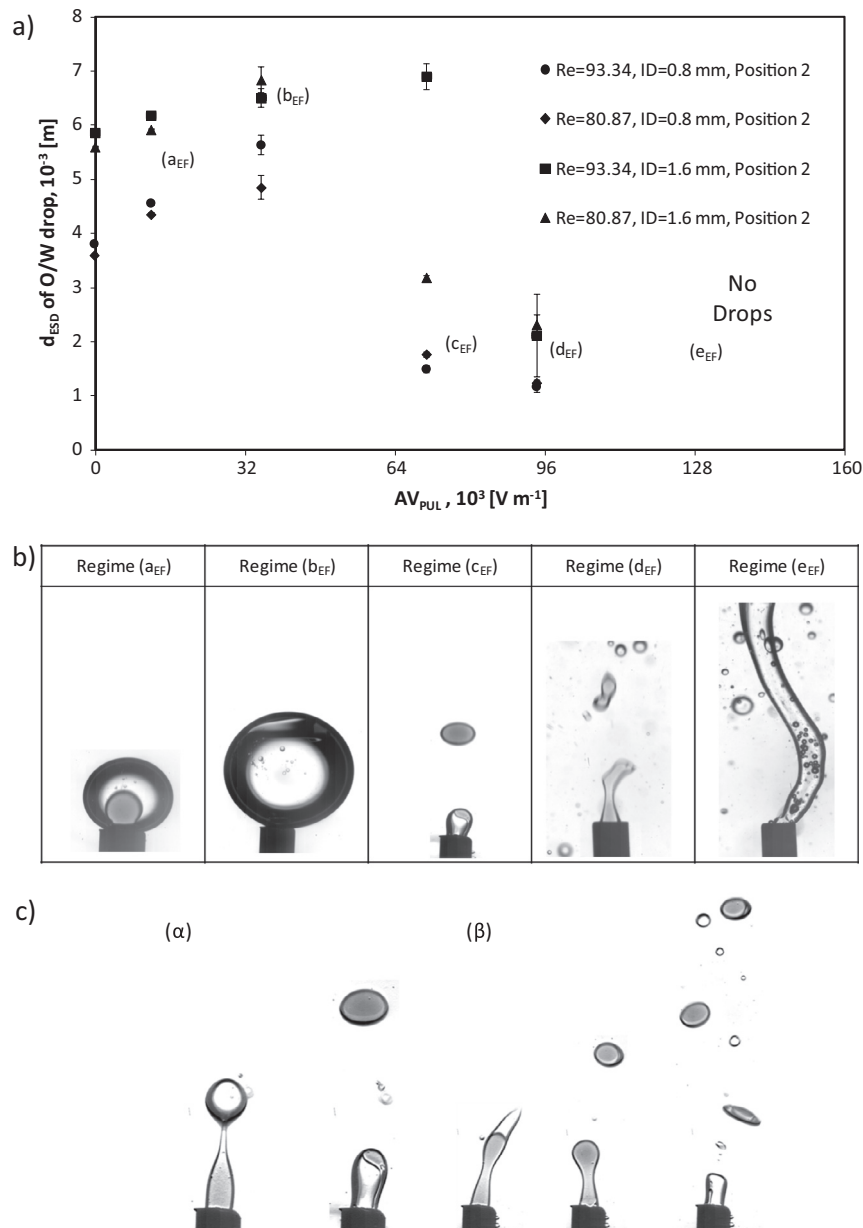 a)
8
7
6
5
4
3
2
1
0
d_ESD of O/W drop, 10⁻³ [m]
Re=93.34, ID=0.8 mm, Position 2
Re=80.87, ID=0.8 mm, Position 2
Re=93.34, ID=1.6 mm, Position 2
Re=80.87, ID=1.6 mm, Position 2
(a_EF)
(b_EF)
(c_EF)
(d_EF)
(e_EF)
No
Drops
0 32 64 96 128 160
AV_PUL , 10³ [V m⁻¹]
b)
Regime (a_EF) Regime (b_EF) Regime (c_EF) Regime (d_EF) Regime (e_EF)
c)
(α) (β)